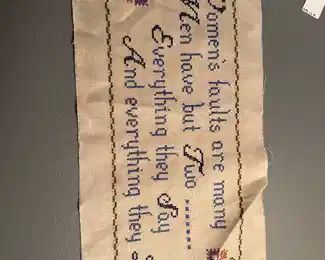 Women's faults are many
Men have but Two.......
Everything they Say
And everything they